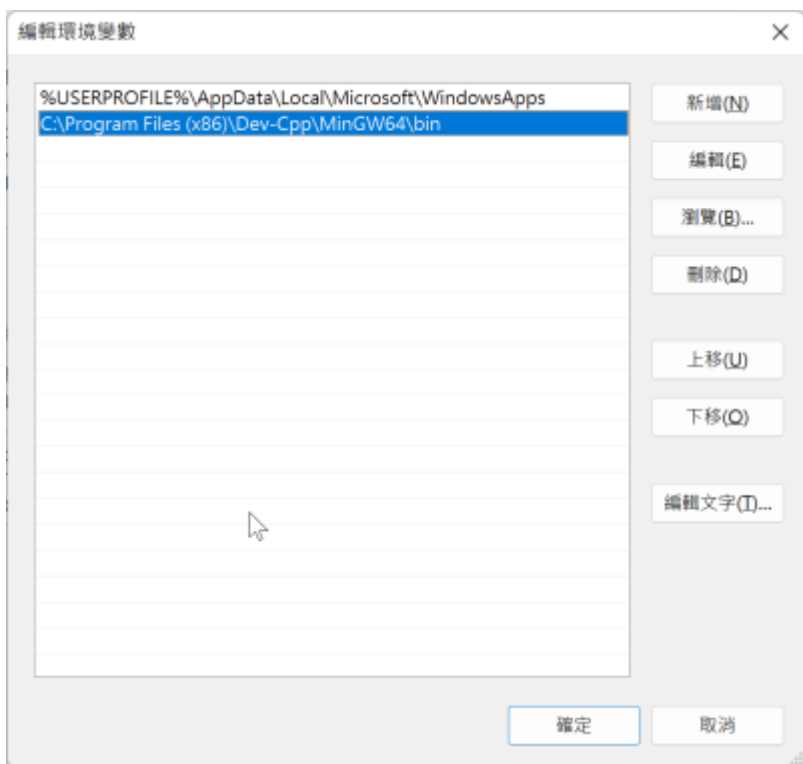 編輯環境變數
%USERPROFILE%\AppData\Local\Microsoft\WindowsApps
C:\Program Files (x86)\Dev-Cpp\MinGW64\bin
新增(N)
編輯(E)
瀏覽(B)...
刪除(D)
上移(U)
下移(O)
編輯文字(T)...
確定
取消